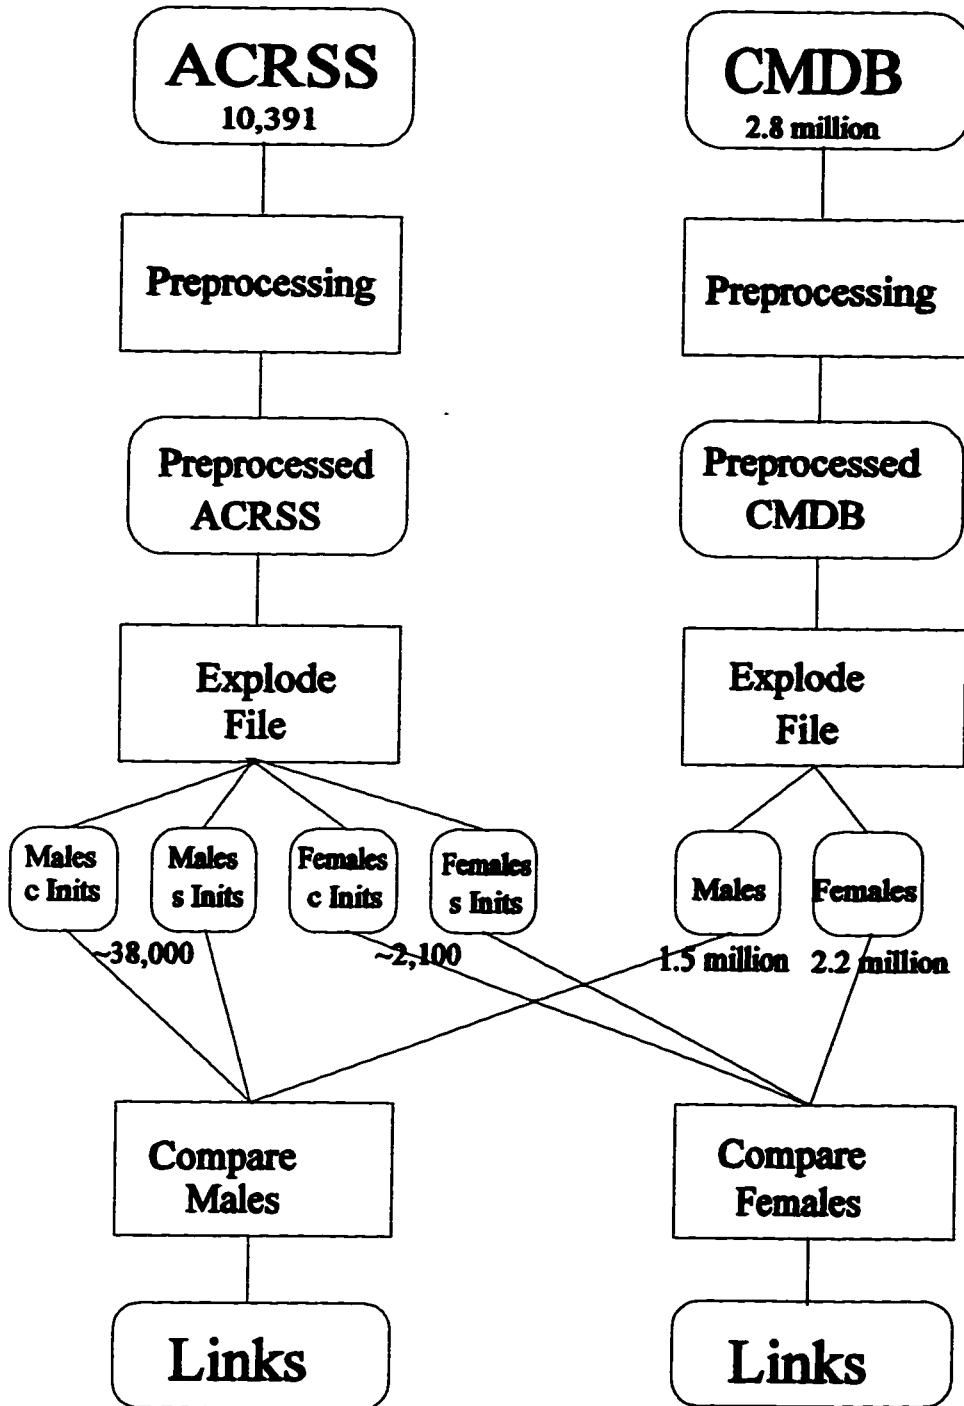 ACRSS
10,391
CMDB
2.8 million
Preprocessing
Preprocessing
Preprocessed
ACRSS
Preprocessed
CMDB
Explode
File
Explode
File
Males
c Inits
Males
s Inits
Females
c Inits
Females
s Inits
Males
Females
~38,000
~2,100
1.5 million
2.2 million
Compare
Males
Compare
Females
Links
Links